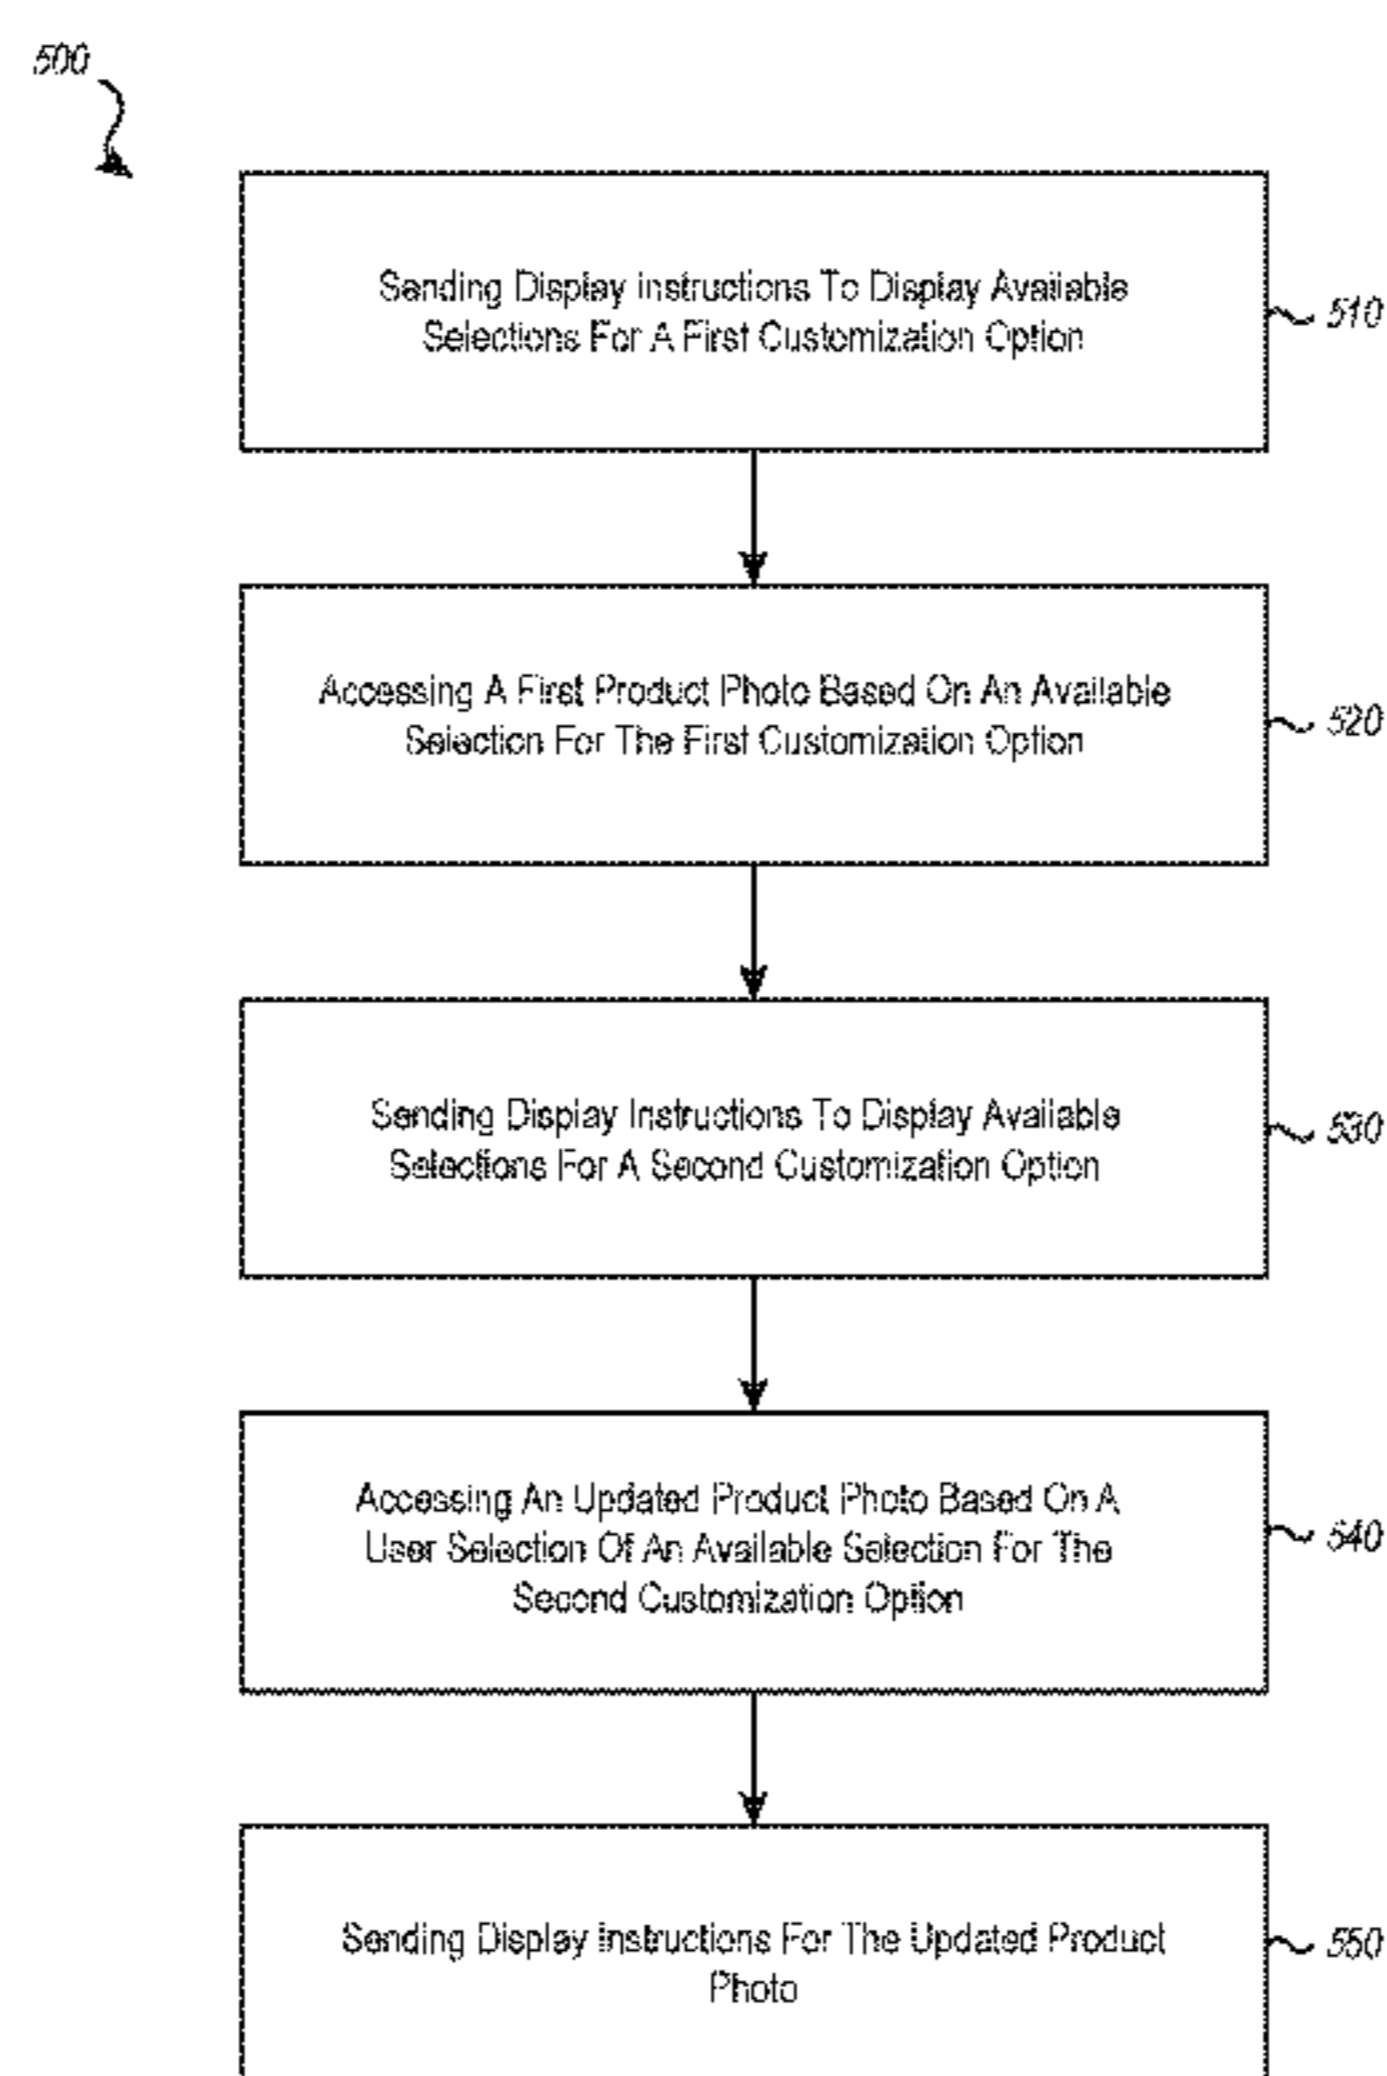 500
Sending Display Instructions To Display Available
Selections For A First Customization Option
510
Accessing A First Product Photo Based On An Available
Selection For The First Customization Option
520
Sending Display Instructions To Display Available
Selections For A Second Customization Option
530
Accessing An Updated Product Photo Based On A
User Selection Of An Available Selection For The
Second Customization Option
540
Sending Display Instructions For The Updated Product
Photo
550